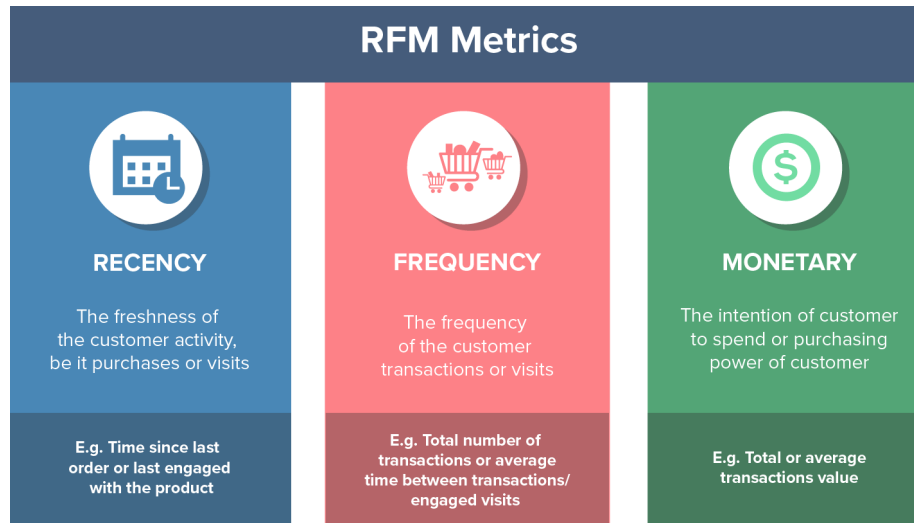 RFM Metrics
RECENCY
The freshness of
the customer activity,
be it purchases or visits
E.g. Time since last
order or last engaged
with the product
FREQUENCY
The frequency
of the customer
transactions or visits
E.g. Total number of
transactions or average
time between transactions/
engaged visits
$
MONETARY
The intention of customer
to spend or purchasing
power of customer
E.g. Total or average
transactions value